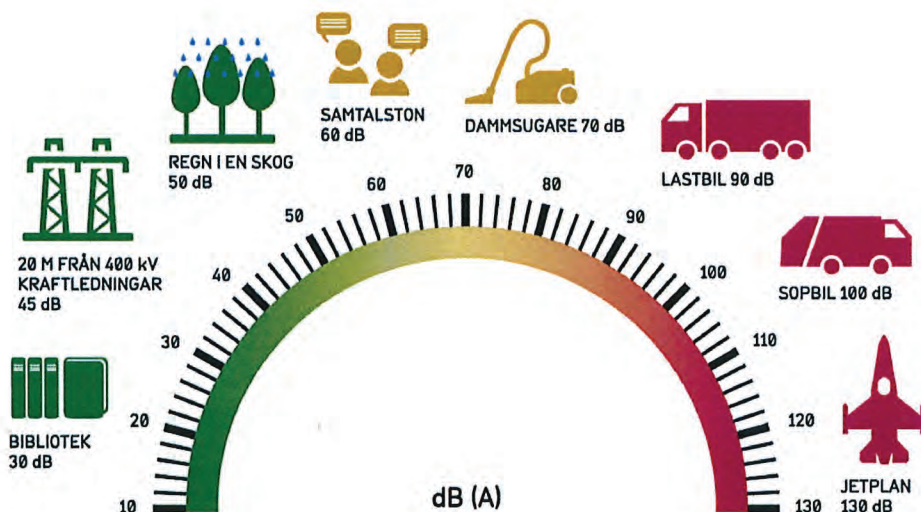 SAMTALSTON
60 dB
DAMMSUGARE 70 dB
REGN I EN SKOG
50 dB
LASTBIL 90 dB
20 M FRÅN 400 kV
KRAFTLEDNINGAR
45 dB
SOPBIL 100 dB
BIBLIOTEK
30 dB
JETPLAN
130 dB
10
20
30
40
50
60
70
80
90
100
110
120
130
dB (A)